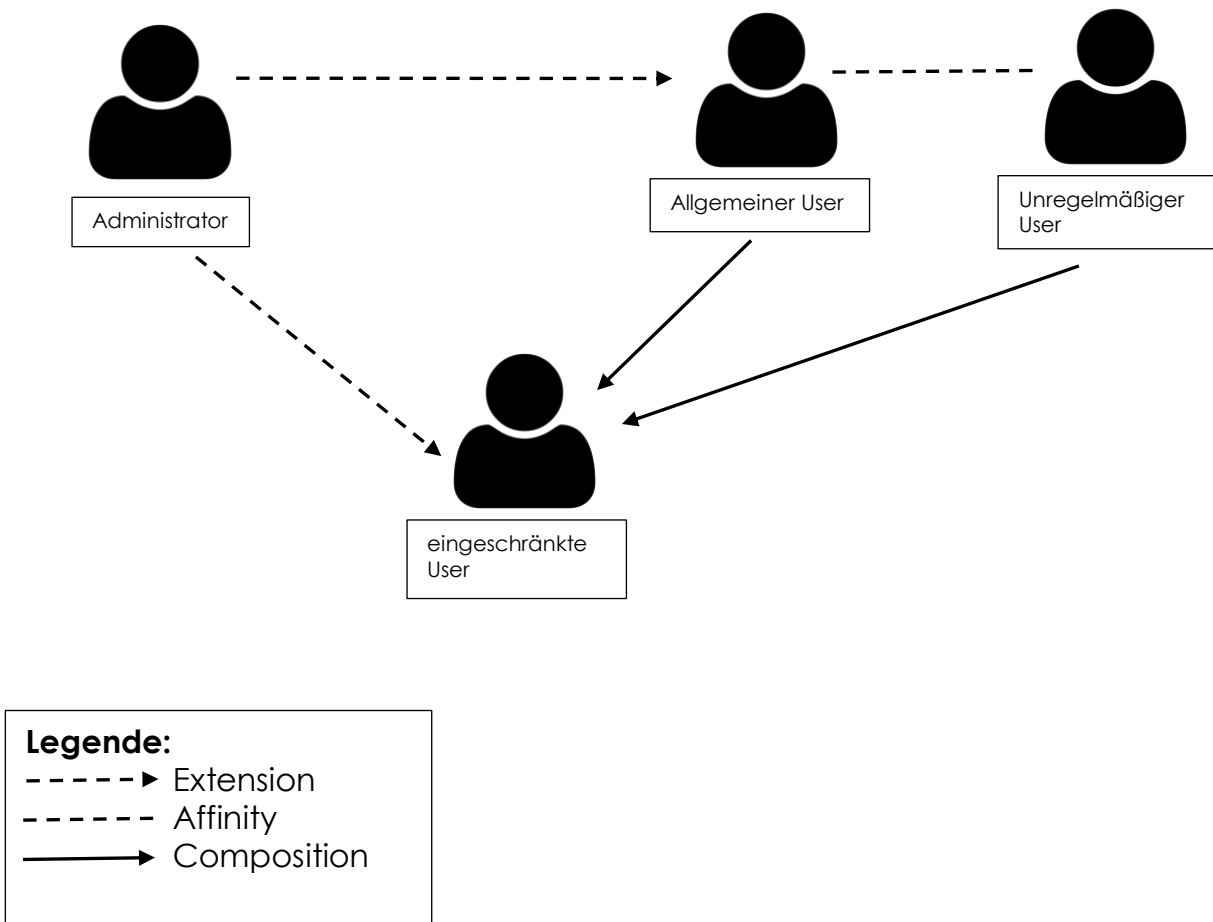 Administrator
Allgemeiner User
Unregelmäßiger
User
eingeschränkte
User
Legende:
Extension
Affinity
Composition